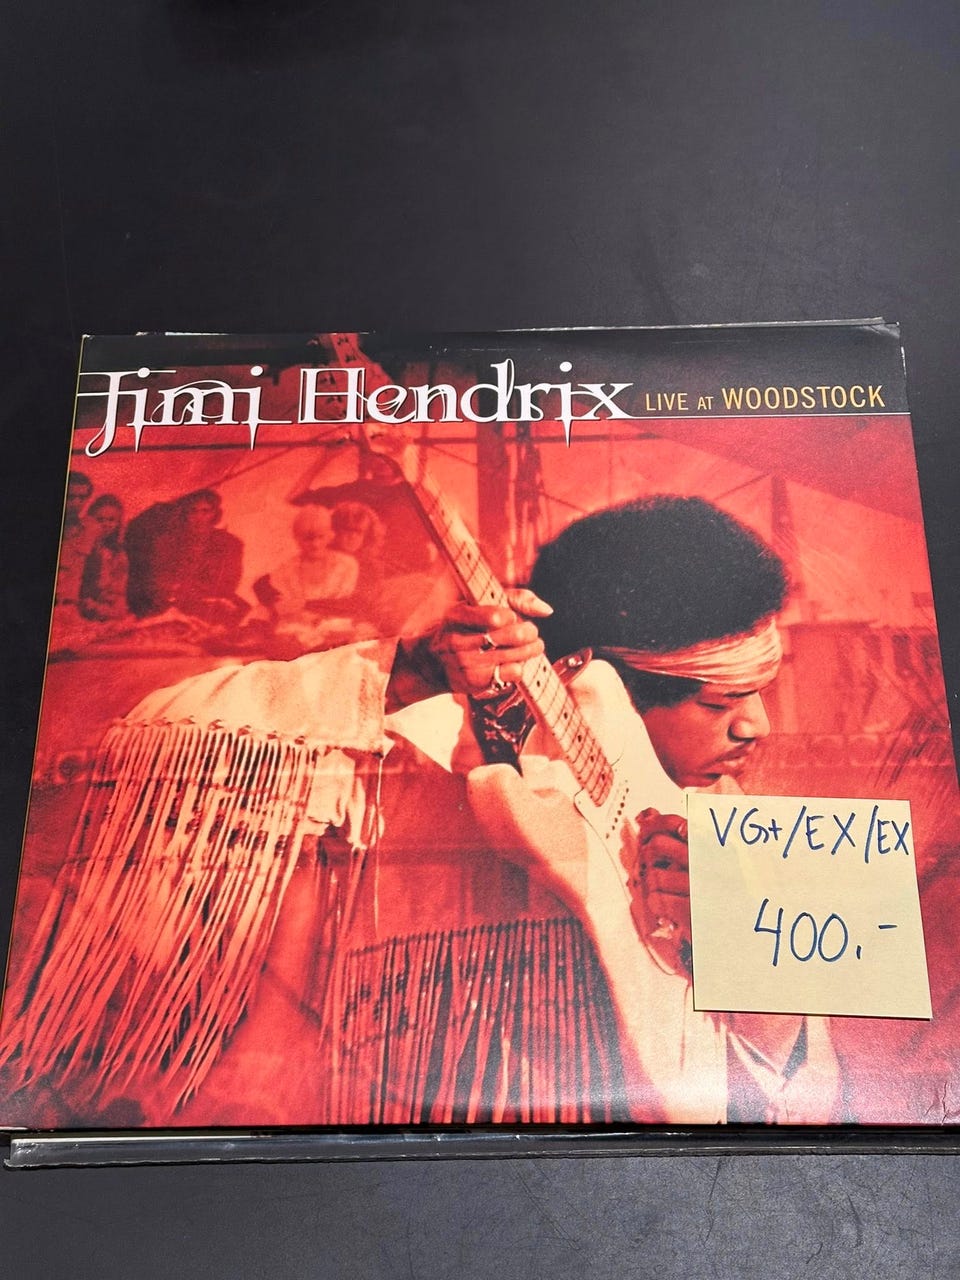 Jimi Hendrix LIVE AT WOODSTOCK
VG+/EX/EX
400.-